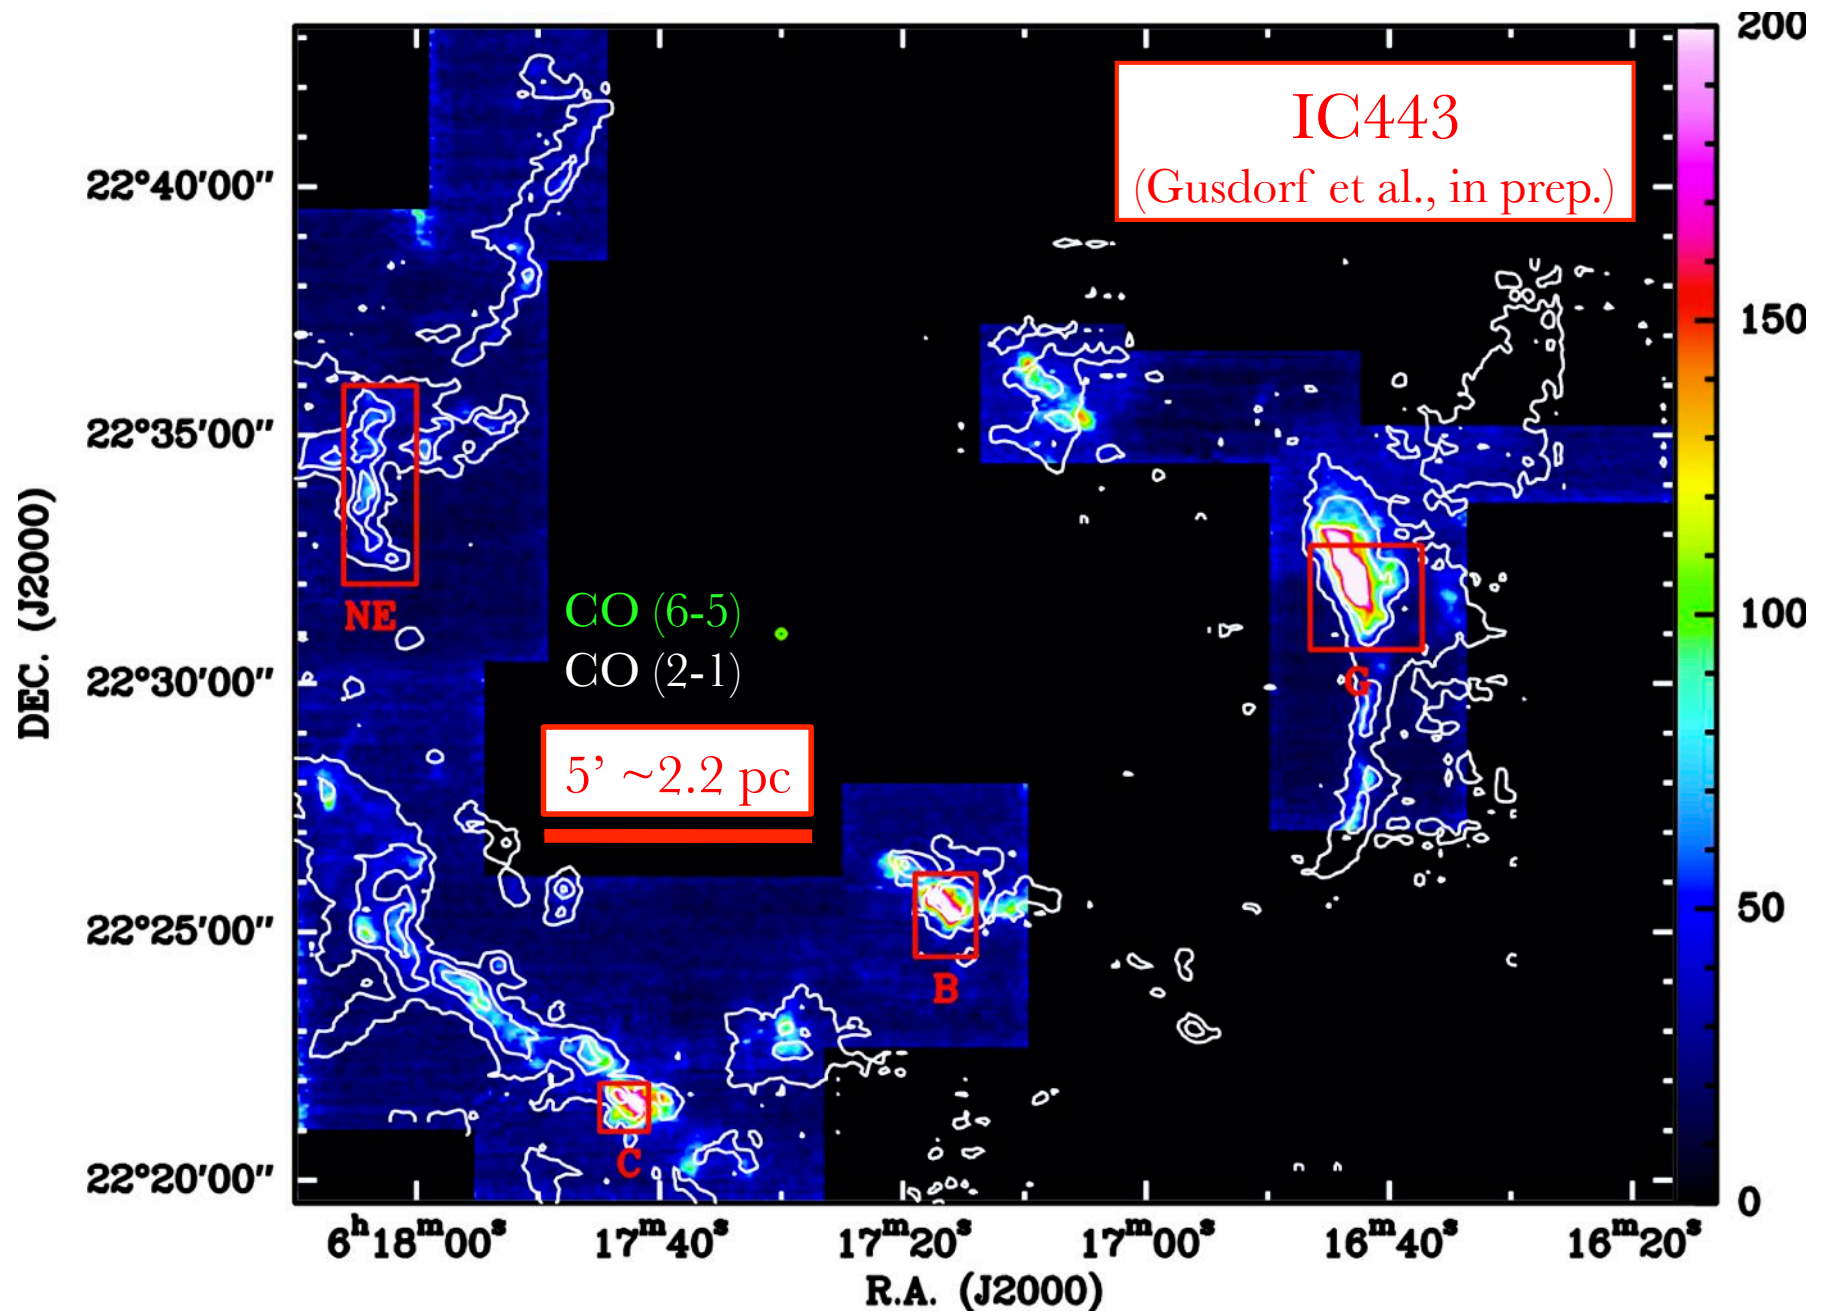 IC443
(Gusdorf et al., in prep.)
200
150
100
50
0
22°40′00″
22°35′00″
22°30′00″
22°25′00″
22°20′00″
DEC. (J2000)
NE
CO (6-5)
CO (2-1)
G
5’ ~2.2 pc
B
C
6ʰ18ᵐ00ˢ
17ᵐ40ˢ
17ᵐ20ˢ
17ᵐ00ˢ
16ᵐ40ˢ
16ᵐ20ˢ
R.A. (J2000)